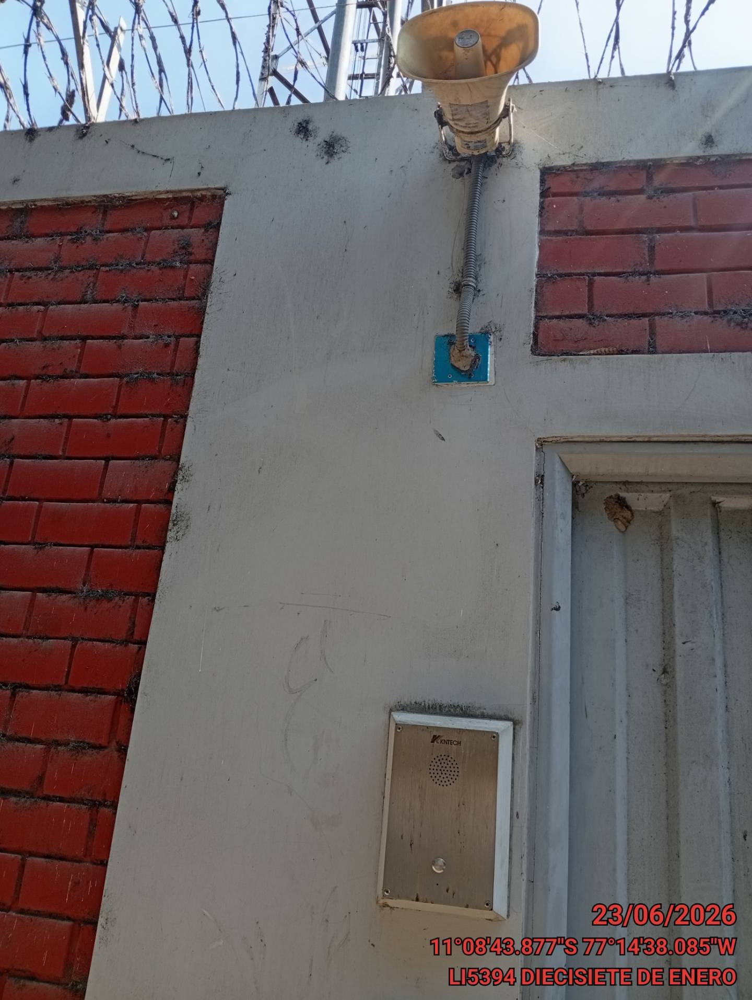 KNTECH
23/06/2026
11°08'43.877"S 77°14'38.085"W
LI5394 DIECISIETE DE ENERO